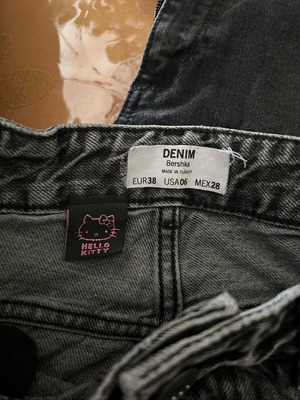 DENIM
Bershka
MADE IN TURKEY
EUR38 USA06 MEX28
HELLO
KITTY